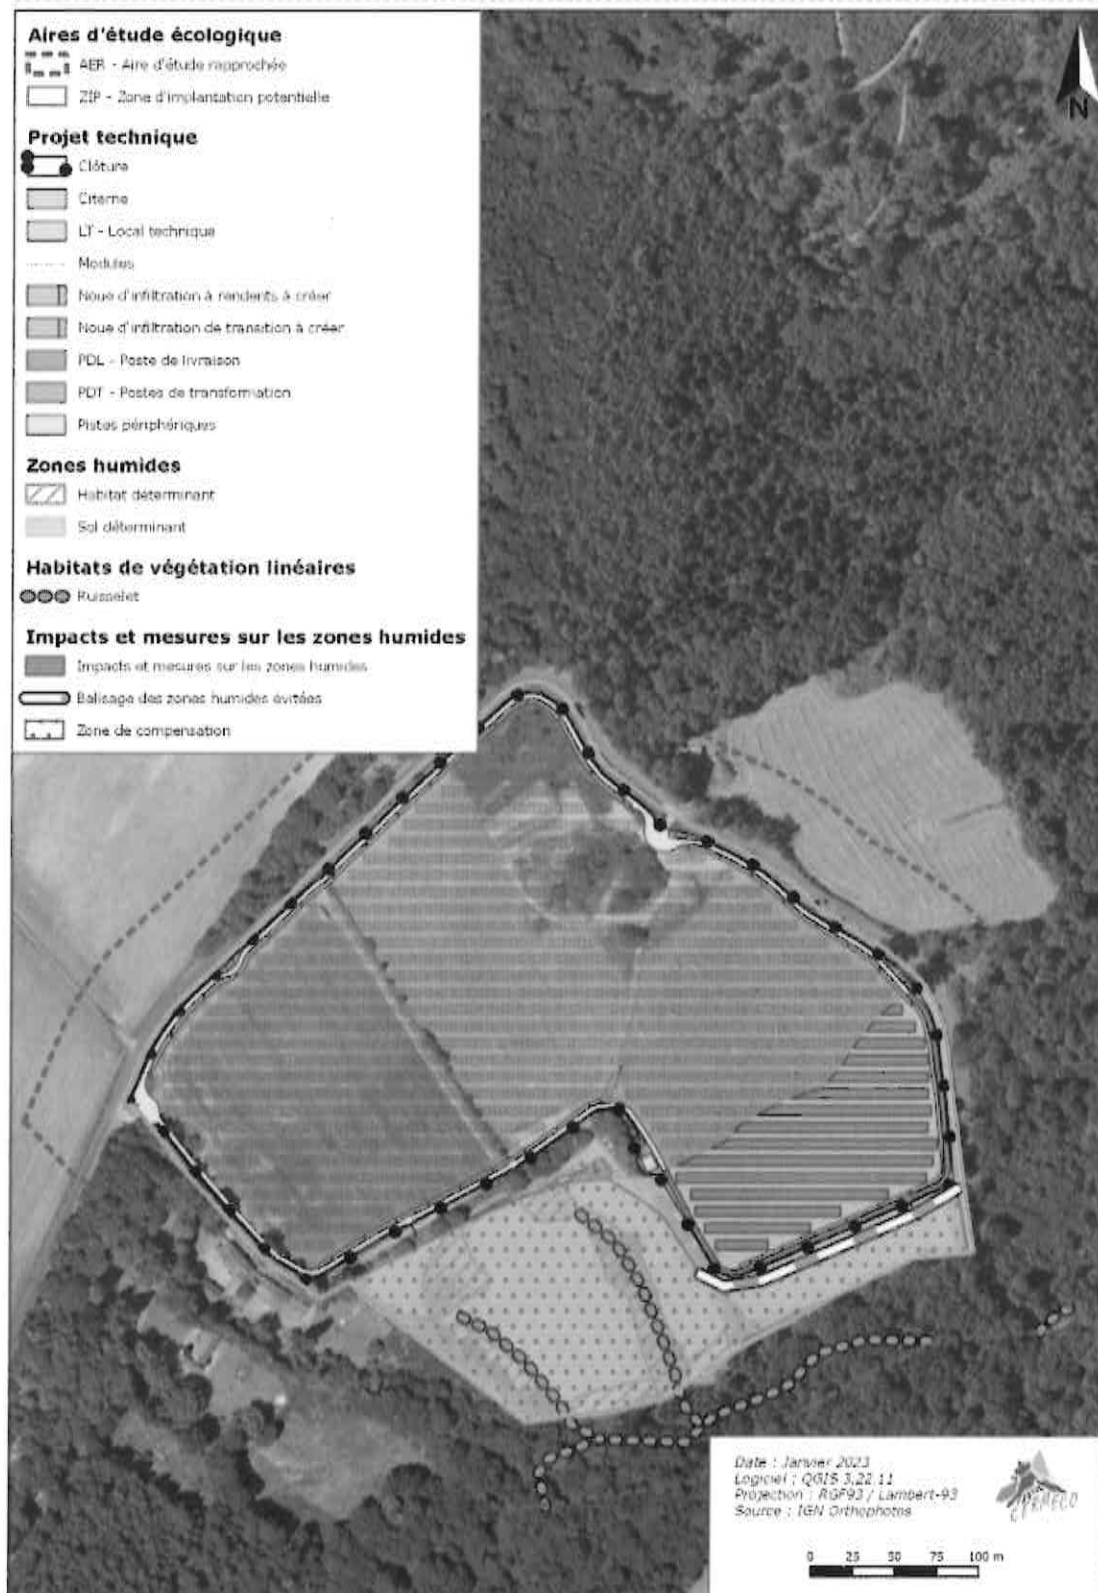 Aires d'étude écologique
AER - Aire d'étude rapprochée
ZIP - Zone d'implantation potentielle
Projet technique
Clôture
Citerne
LT - Local technique
Modules
Noue d'infiltration à rendents à créer
Noue d'infiltration de transition à créer
PDL - Poste de livraison
PDT - Postes de transformation
Pistes périphériques
Zones humides
Habitat déterminant
Sol déterminant
Habitats de végétation linéaires
Ruisselet
Impacts et mesures sur les zones humides
Impacts et mesures sur les zones humides
Balisage des zones humides évitées
Zone de compensation
N
Date : Janvier 2023
Logiciel : QGIS 3.22.11
Projection : RGF93 / Lambert-93
Source : IGN Orthophotos
0 25 50 75 100 m